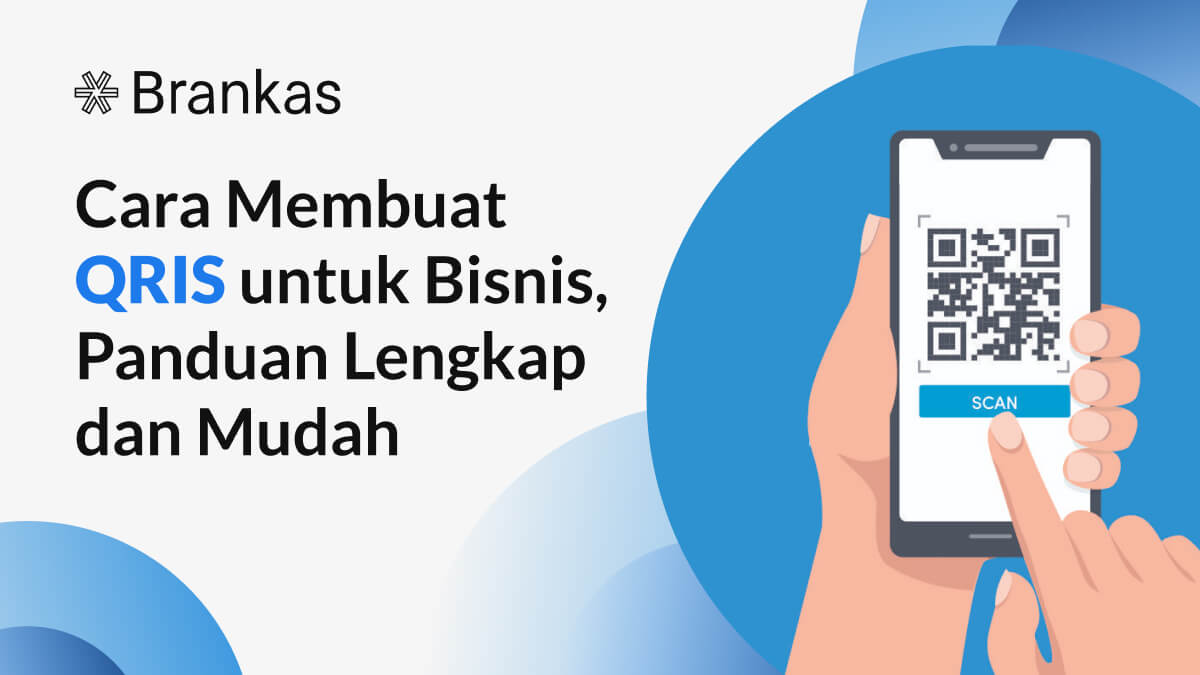 Brankas
Cara Membuat
QRIS untuk Bisnis,
Panduan Lengkap
dan Mudah
SCAN